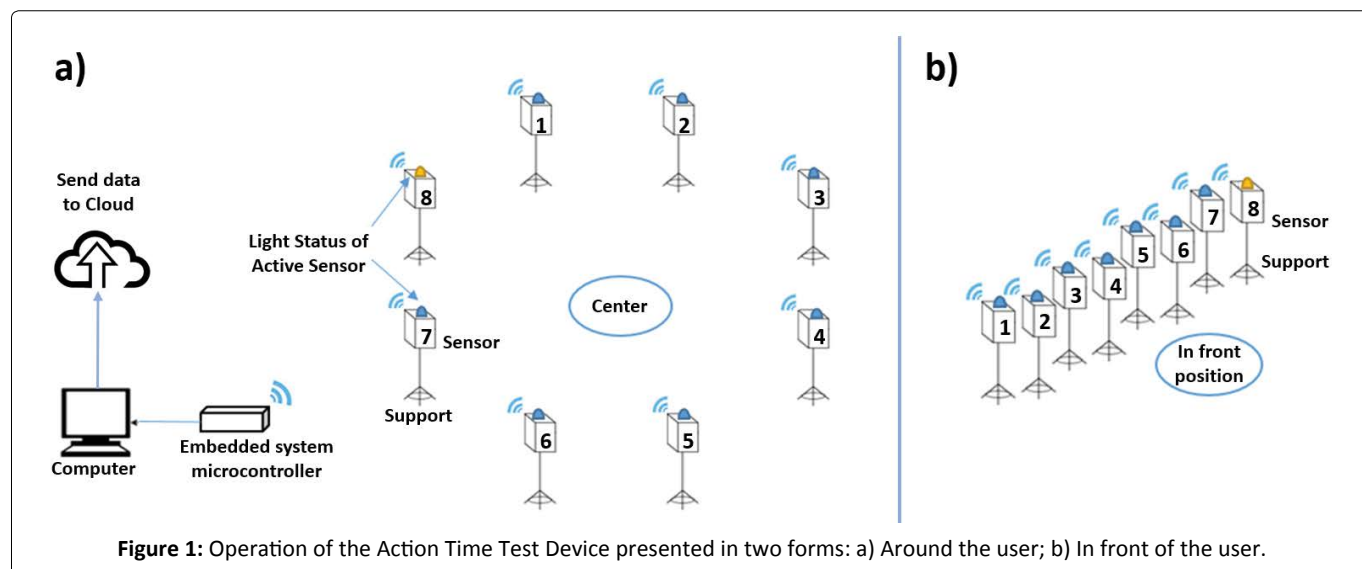 a)
1
2
8
3
Send data
to Cloud
Light Status of
Active Sensor
Center
7
Sensor
4
Support
6
5
Computer
Embedded system
microcontroller
b)
8
7
Sensor
6
5
Support
4
3
2
1
In front
position
Figure 1: Operation of the Action Time Test Device presented in two forms: a) Around the user; b) In front of the user.